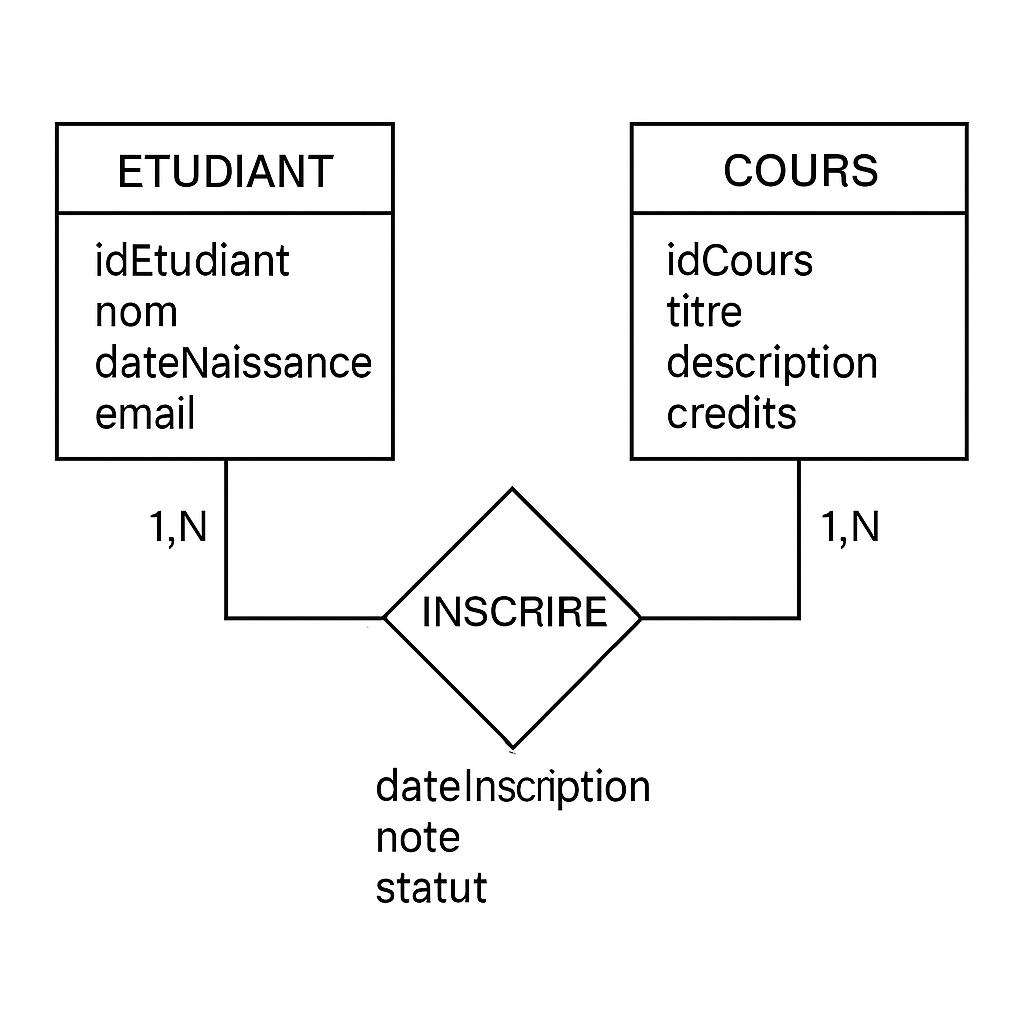 ETUDIANT
idEtudiant
nom
dateNaissance
email
COURS
idCours
titre
description
credits
1,N
1,N
INSCRIRE
dateInscription
note
statut